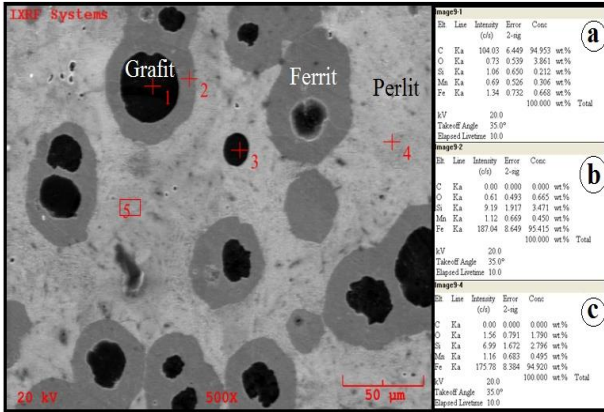 IXRF Systems
Grafit
Ferrit
Perlit
1
2
3
4
5
20 kV
500X
50 µm
Image9-1
a
Elt Line Intensity Error Conc
(c/s) 2-sig
C Ka 104.03 6.449 94.953 wt.%
O Ka 0.73 0.539 3.861 wt.%
Si Ka 1.06 0.650 0.212 wt.%
Mn Ka 0.69 0.526 0.306 wt.%
Fe Ka 1.34 0.732 0.668 wt.%
100.000 wt.% Total
kV 20.0
Takeoff Angle 35.0°
Elapsed Livetime 10.0
Image9-2
b
Elt Line Intensity Error Conc
(c/s) 2-sig
C Ka 0.00 0.000 0.000 wt.%
O Ka 0.61 0.493 0.665 wt.%
Si Ka 9.19 1.917 3.471 wt.%
Mn Ka 1.12 0.669 0.450 wt.%
Fe Ka 187.04 8.649 95.415 wt.%
100.000 wt.% Total
kV 20.0
Takeoff Angle 35.0°
Elapsed Livetime 10.0
Image9-4
c
Elt Line Intensity Error Conc
(c/s) 2-sig
C Ka 0.00 0.000 0.000 wt.%
O Ka 1.56 0.791 1.790 wt.%
Si Ka 6.99 1.672 2.796 wt.%
Mn Ka 1.16 0.683 0.495 wt.%
Fe Ka 175.78 8.384 94.920 wt.%
100.000 wt.% Total
kV 20.0
Takeoff Angle 35.0°
Elapsed Livetime 10.0